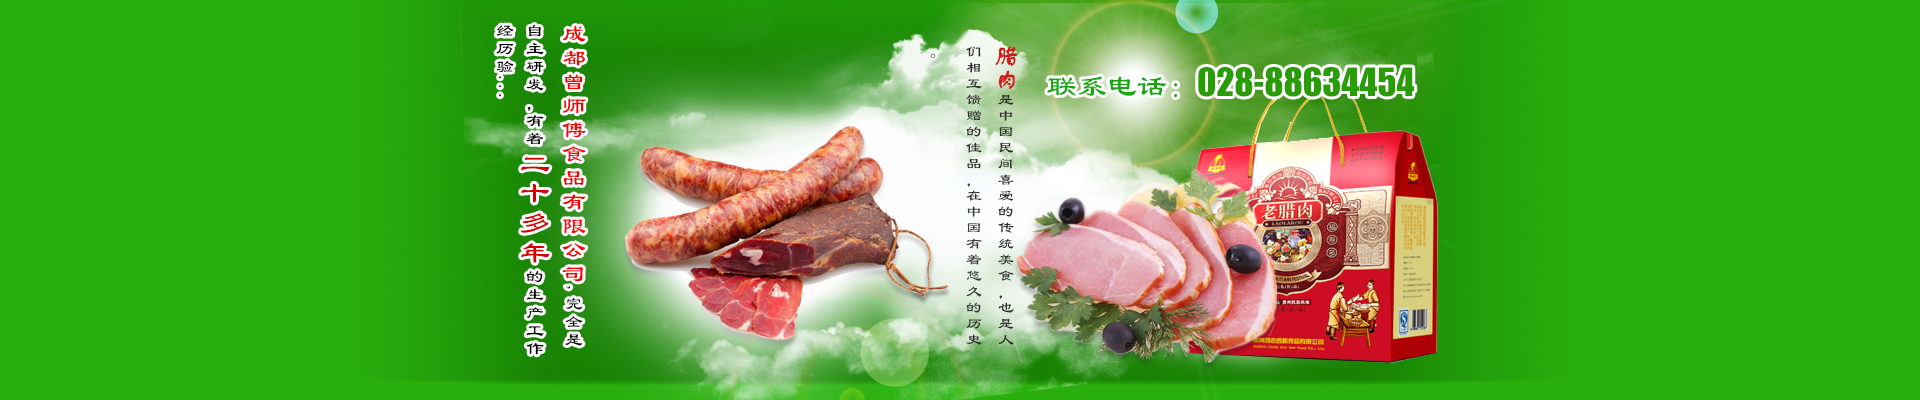 成都曾师傅食品有限公司,完全是
自主研发,有着二十多年的生产工作
经历验...
腊肉是中国民间喜爱的传统美食,也是人
们相互馈赠的佳品,在中国有着悠久的历史
。
联系电话：028-88634454
老腊肉
LAOLAROU